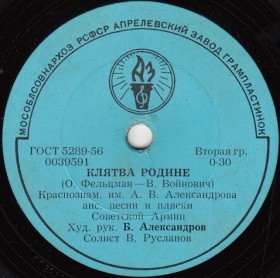 МОСОБЛСОВНАРХОЗ РСФСР АПРЕЛЕВСКИЙ ЗАВОД ГРАМПЛАСТИНОК
АЗ
ГОСТ 5289-56 Вторая гр.
0039591 0-30
КЛЯТВА РОДИНЕ
(О. Фельцман — В. Войнович)
Краснознам. им. А. В. Александрова
анс. песни и пляски
Советской Армии
Худ. рук. Б. Александров
Солист В. Русланов